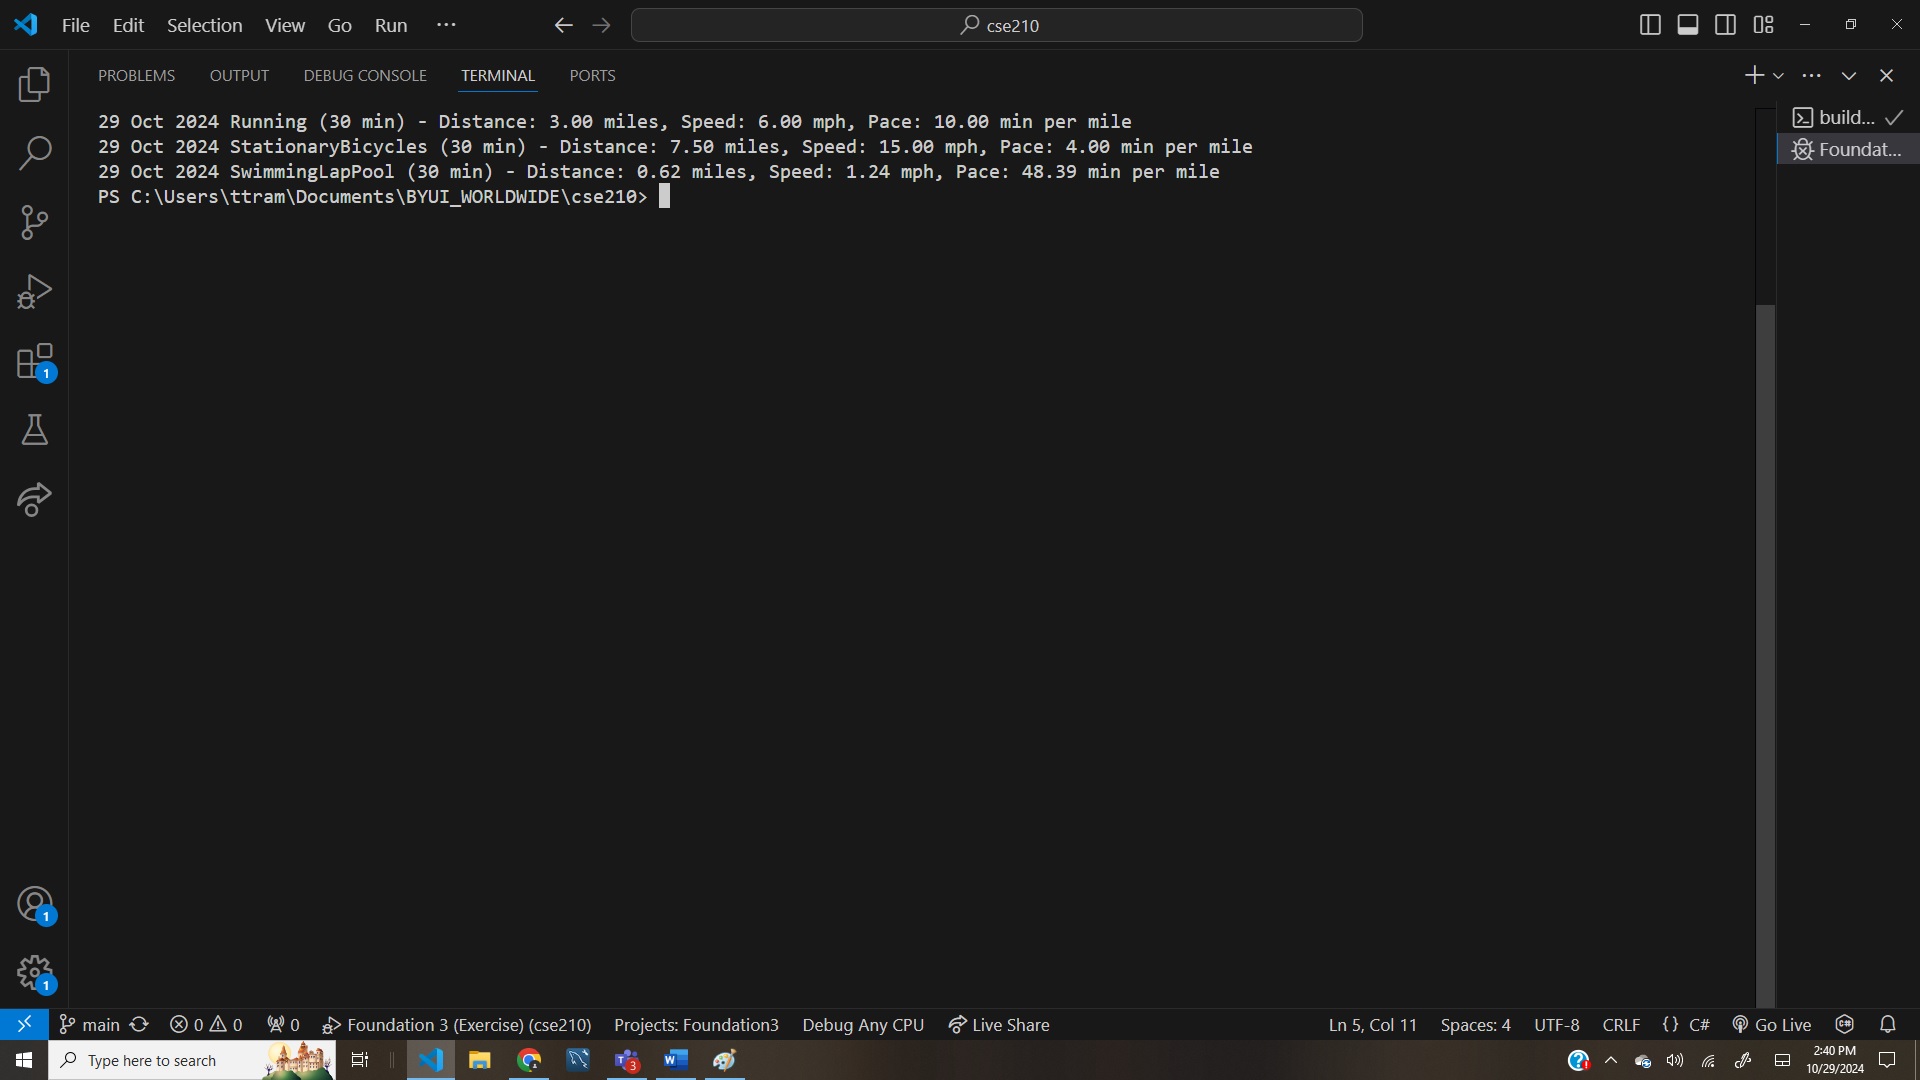 File Edit Selection View Go Run ··· cse210
PROBLEMS OUTPUT DEBUG CONSOLE TERMINAL PORTS
29 Oct 2024 Running (30 min) - Distance: 3.00 miles, Speed: 6.00 mph, Pace: 10.00 min per mile
29 Oct 2024 StationaryBicycles (30 min) - Distance: 7.50 miles, Speed: 15.00 mph, Pace: 4.00 min per mile
29 Oct 2024 SwimmingLapPool (30 min) - Distance: 0.62 miles, Speed: 1.24 mph, Pace: 48.39 min per mile
PS C:\Users\ttram\Documents\BYUI_WORLDWIDE\cse210>
build...
Foundat...
1
1
1
main 0 0 0 Foundation 3 (Exercise) (cse210) Projects: Foundation3 Debug Any CPU Live Share Ln 5, Col 11 Spaces: 4 UTF-8 CRLF {} C# Go Live
Type here to search 3 2:40 PM
10/29/2024